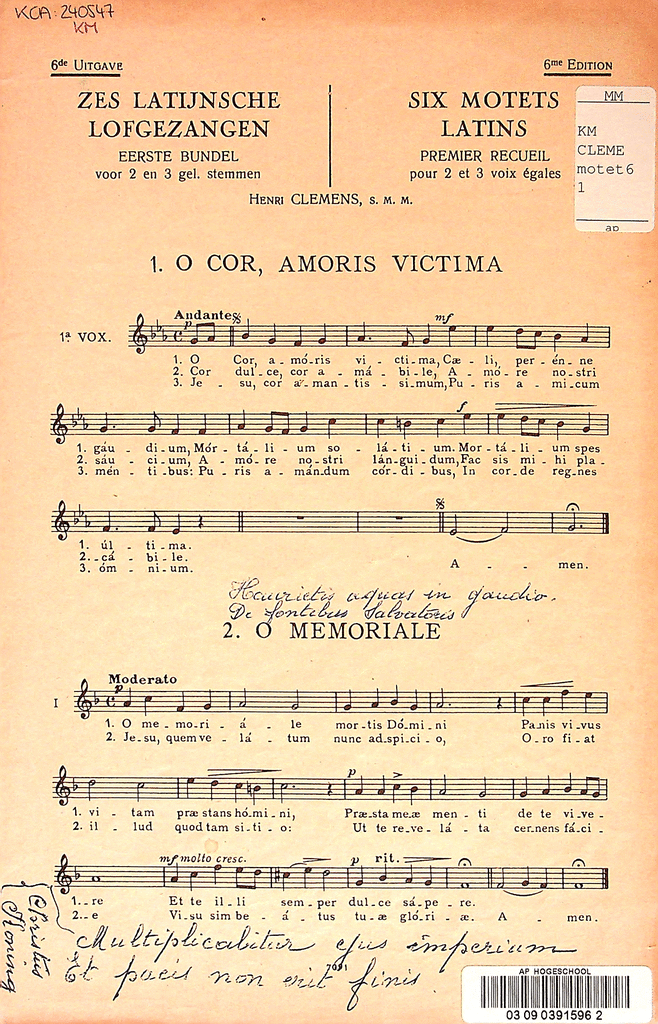 KCA: 240547
KM
6de UITGAVE
6me EDITION
ZES LATIJNSCHE
LOFGEZANGEN
EERSTE BUNDEL
voor 2 en 3 gel. stemmen
SIX MOTETS
LATINS
PREMIER RECUEIL
pour 2 et 3 voix égales
MM
KM
CLEME
motet6
1
ap
HENRI CLEMENS, S. M. M.
1. O COR, AMORIS VICTIMA
Andante
p
mf
1ª VOX.
1. O Cor, a-mó-ris vi-cti-ma, Cæ-li, per-én-ne
2. Cor dul-ce, cor a-má-bi-le, A-mó-re no-stri
3. Je-su, cor a-man-tis-si-mum, Pu-ris a-mi-cum
f
1. gáu-di-um, Mór-tá-li-um so-lá-ti-um. Mor-tá-li-um spes
2. sáu-ci-um, A-mó-re no-stri lán-gui-dum, Fac sis mi-hi pla-
3. mén-ti-bus: Pu-ris a-mán-dum cór-di-bus, In cor-de reg-nes
1. úl-ti-ma.
2. cá-bi-le.
3. óm-ni-um.
A-men.
Haurietis aquas in gaudio.
De fontibus Salvatoris
2. O MEMORIALE
Moderato
p
I
1. O me-mo-ri-á-le mor-tis Dó-mi-ni Pa-nis vi-vus
2. Je-su, quem ve-lá-tum nunc ad-spi-ci-o, O-ro fi-at
p
1. vi-tam præ-stans hó-mi-ni, Præ-sta me-æ men-ti de te vi-ve-
2. il-lud quod tam si-ti-o: Ut te re-ve-lá-ta cer-nens fá-ci-
mf molto cresc.
p rit.
1. -re Et te il-li sem-per dul-ce sá-pe-re.
2. -e Vi-su sim be-á-tus tu-æ gló-ri-æ. A-men.
Christus
Koning
Multiplicabitur ejus imperium
Et pacis non erit finis.
7091
AP HOGESCHOOL
03 09 0391596 2